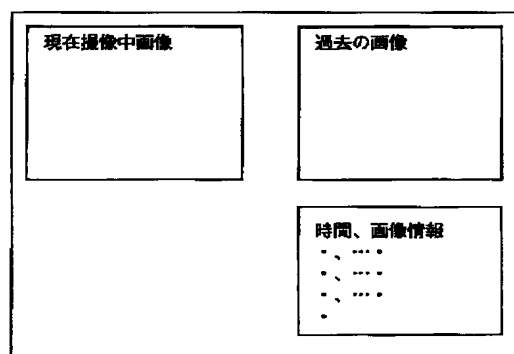 現在撮像中画像
過去の画像
時間、画像情報
・、…・
・、…・
・、…・
・